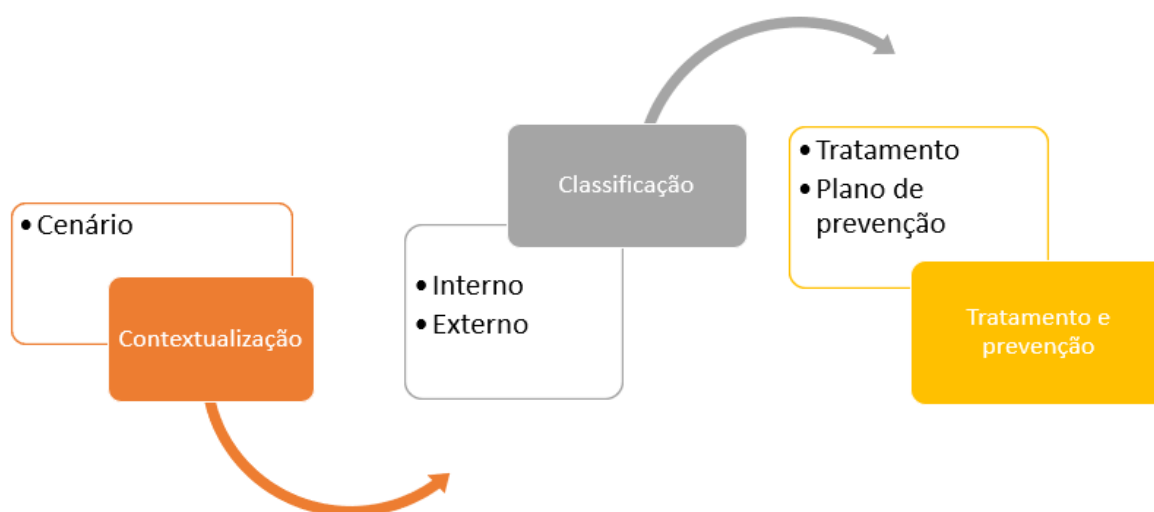 • Cenário
Contextualização
• Interno
• Externo
Classificação
• Tratamento
• Plano de
prevenção
Tratamento e
prevenção